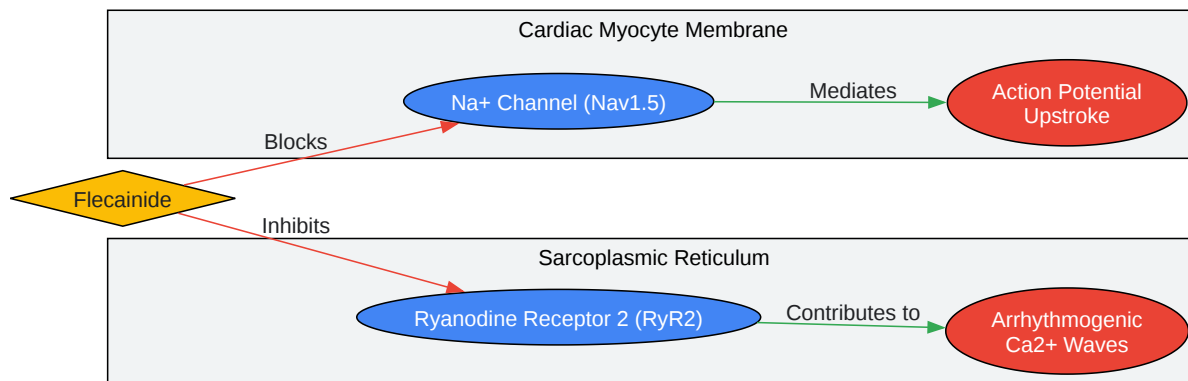 Cardiac Myocyte Membrane
Na+ Channel (Nav1.5)
Mediates
Action Potential
Upstroke
Blocks
Flecainide
Inhibits
Sarcoplasmic Reticulum
Ryanodine Receptor 2 (RyR2)
Contributes to
Arrhythmogenic
Ca2+ Waves